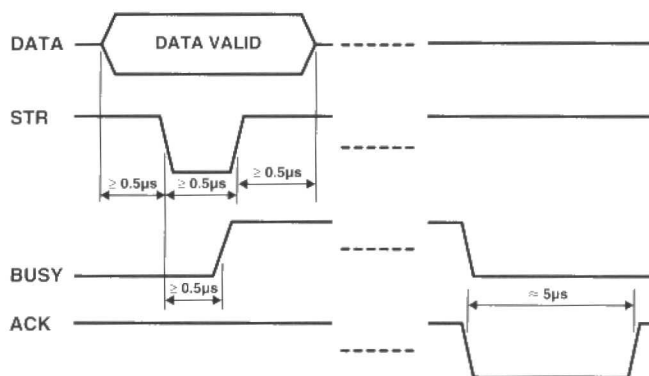 DATA
DATA VALID
STR
≥ 0.5µs
≥ 0.5µs
≥ 0.5µs
BUSY
≥ 0.5µs
≈ 5µs
ACK